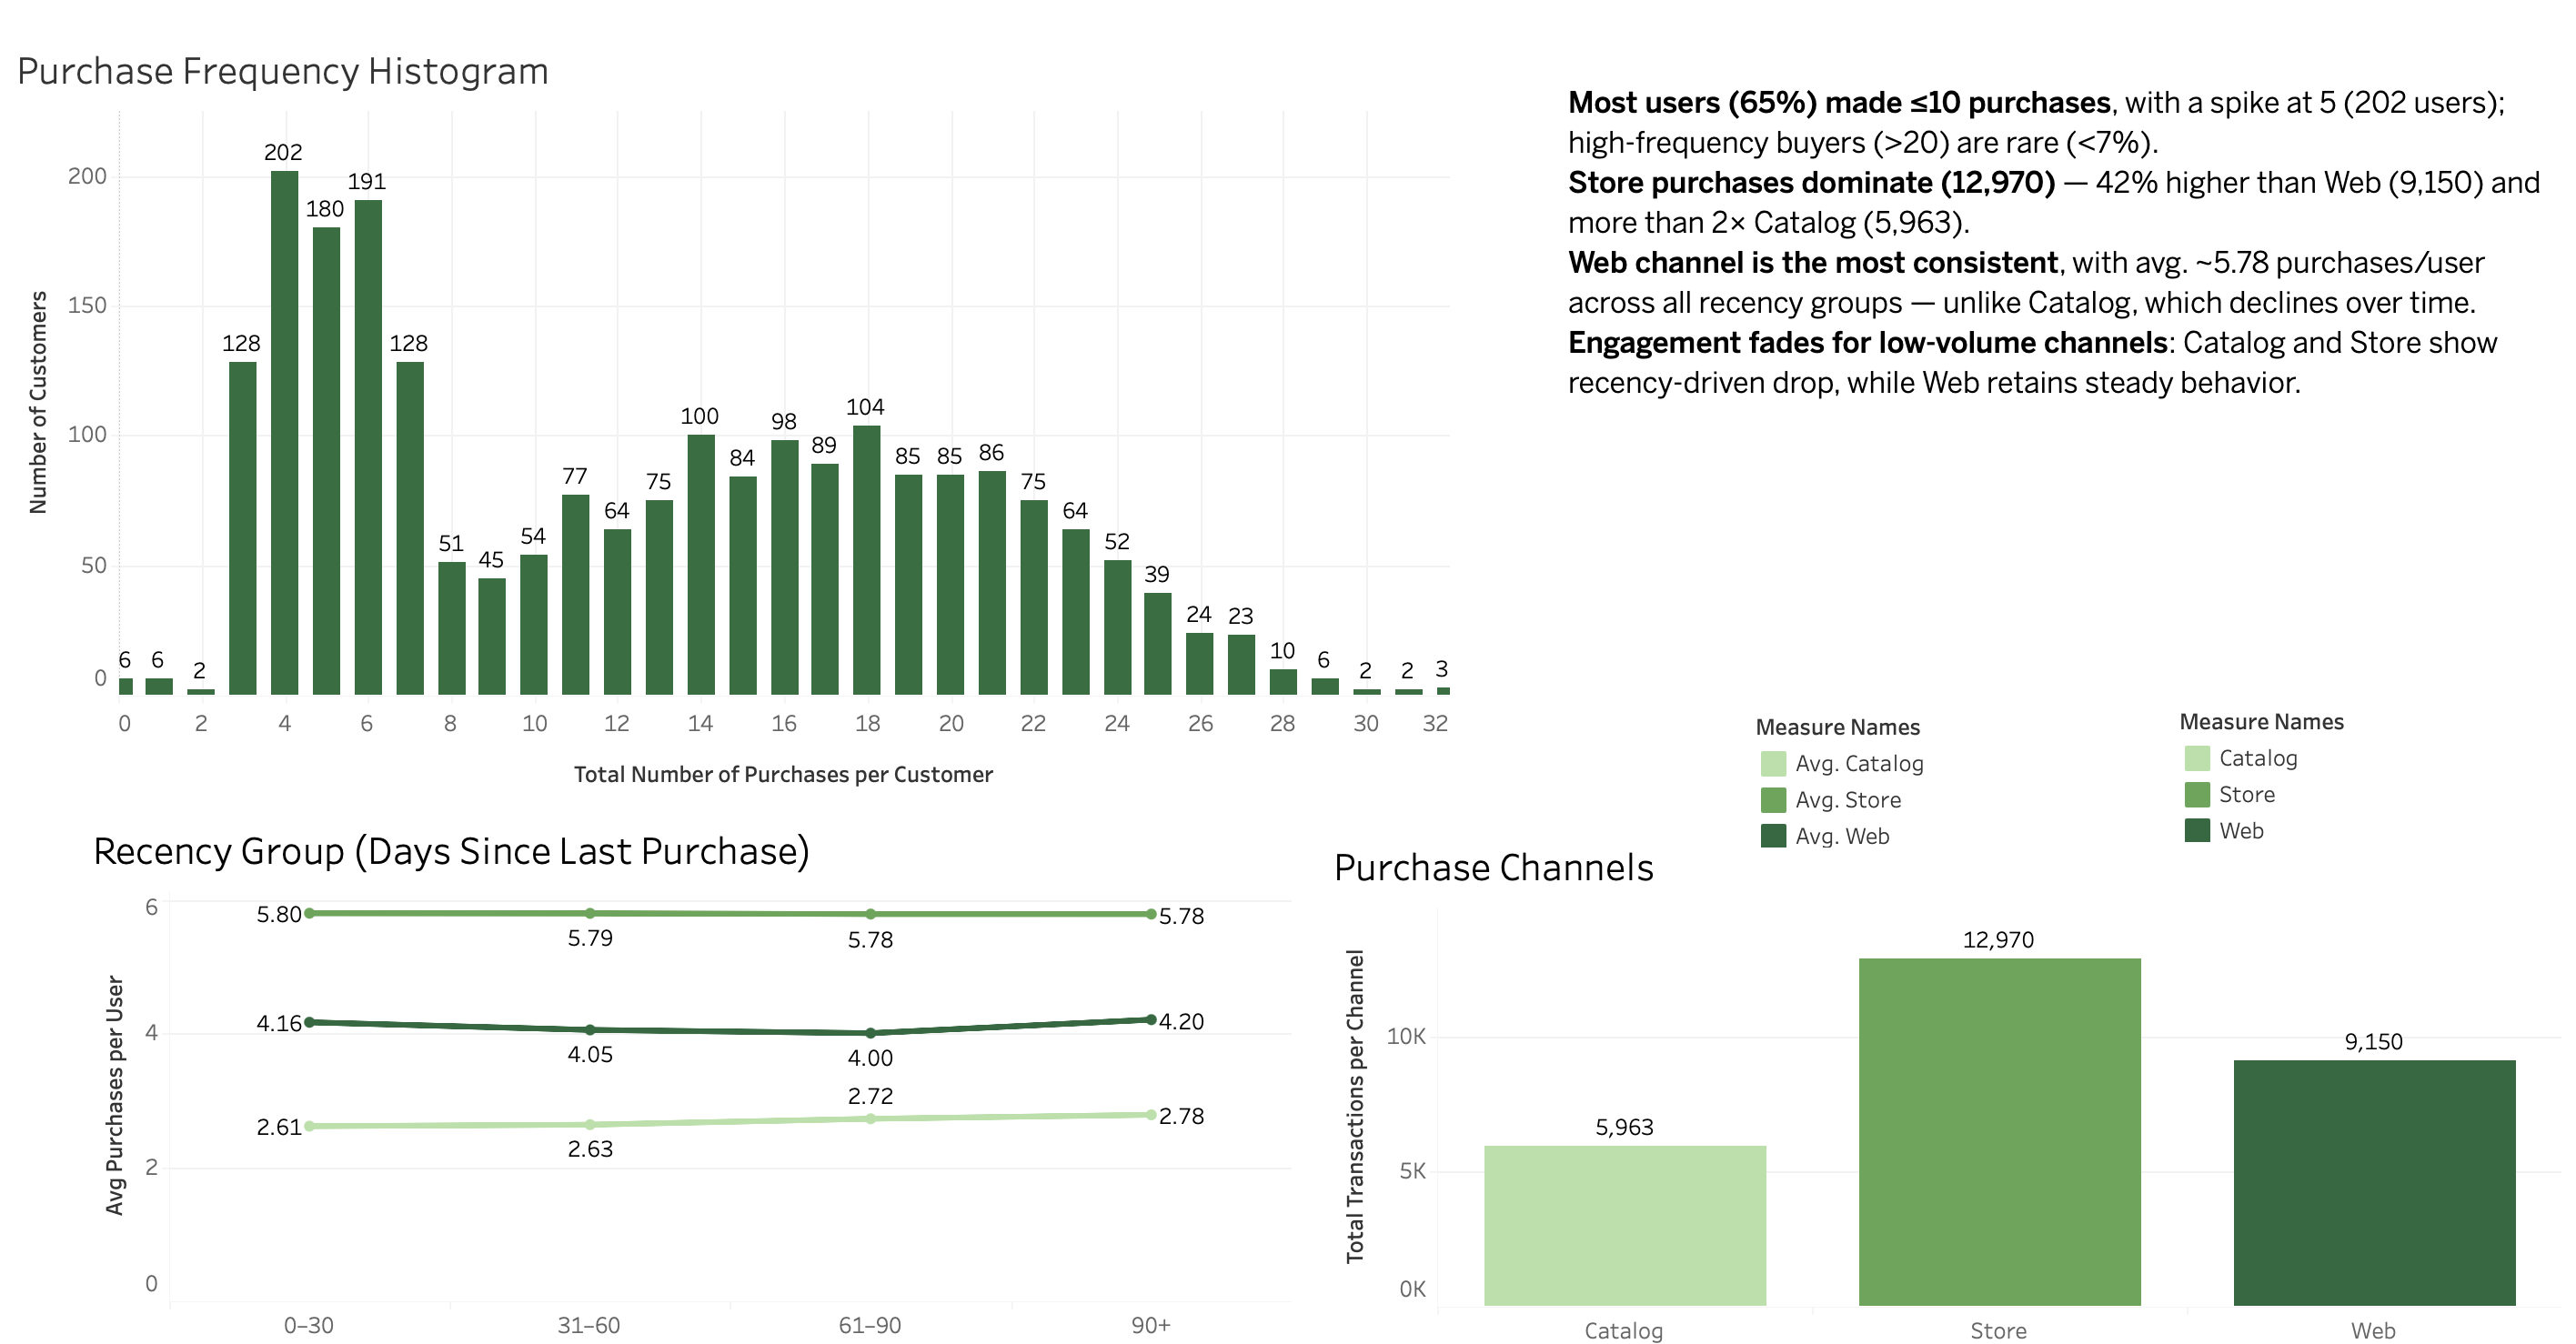 Purchase Frequency Histogram
Number of Customers
200
150
100
50
0
6
6
2
128
202
180
191
128
51
45
54
77
64
75
100
84
98
89
104
85
85
86
75
64
52
39
24
23
10
6
2
2
3
0
2
4
6
8
10
12
14
16
18
20
22
24
26
28
30
32
Total Number of Purchases per Customer
Most users (65%) made ≤10 purchases, with a spike at 5 (202 users);
high-frequency buyers (>20) are rare (<7%).
Store purchases dominate (12,970) — 42% higher than Web (9,150) and
more than 2× Catalog (5,963).
Web channel is the most consistent, with avg. ~5.78 purchases/user
across all recency groups — unlike Catalog, which declines over time.
Engagement fades for low-volume channels: Catalog and Store show
recency-driven drop, while Web retains steady behavior.
Measure Names
Avg. Catalog
Avg. Store
Avg. Web
Measure Names
Catalog
Store
Web
Recency Group (Days Since Last Purchase)
Avg Purchases per User
6
4
2
0
5.80
5.79
5.78
5.78
4.16
4.05
4.00
4.20
2.61
2.63
2.72
2.78
0–30
31–60
61–90
90+
Purchase Channels
Total Transactions per Channel
10K
5K
0K
5,963
12,970
9,150
Catalog
Store
Web